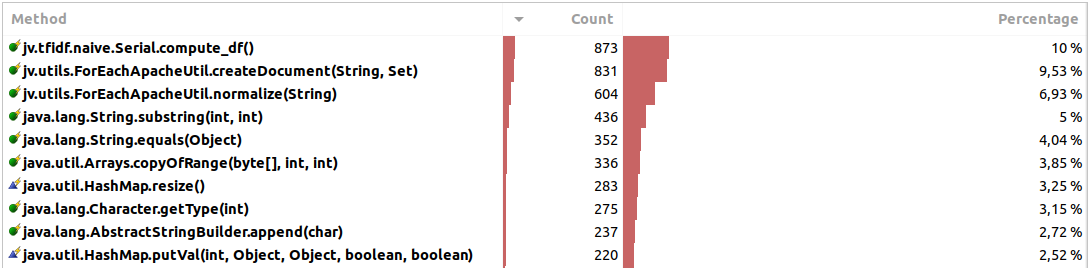 Method Count Percentage
jv.tfidf.naive.Serial.compute_df() 873 10 %
jv.utils.ForEachApacheUtil.createDocument(String, Set) 831 9,53 %
jv.utils.ForEachApacheUtil.normalize(String) 604 6,93 %
java.lang.String.substring(int, int) 436 5 %
java.lang.String.equals(Object) 352 4,04 %
java.util.Arrays.copyOfRange(byte[], int, int) 336 3,85 %
java.util.HashMap.resize() 283 3,25 %
java.lang.Character.getType(int) 275 3,15 %
java.lang.AbstractStringBuilder.append(char) 237 2,72 %
java.util.HashMap.putVal(int, Object, Object, boolean, boolean) 220 2,52 %